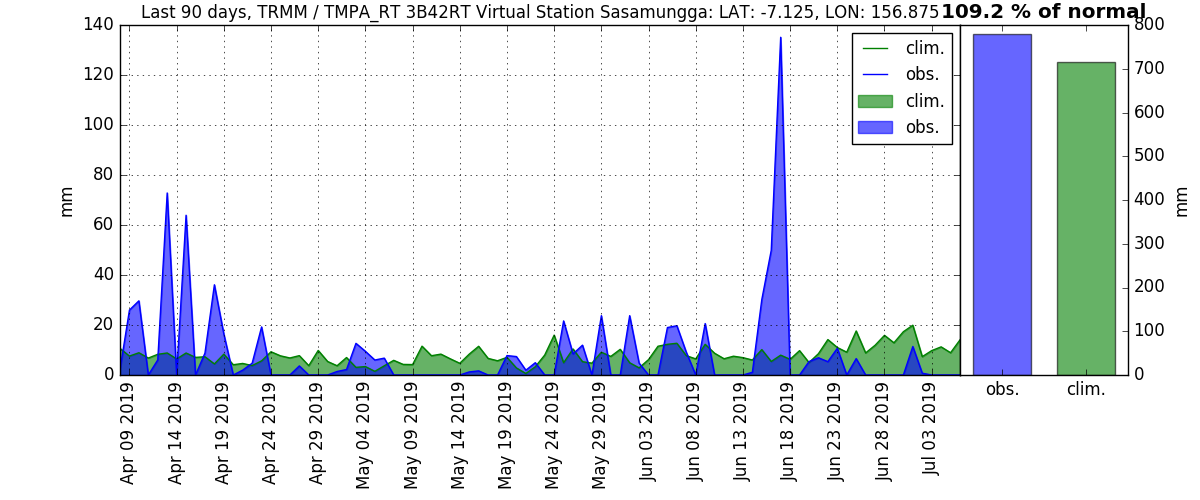 Last 90 days, TRMM / TMPA_RT 3B42RT Virtual Station Sasamungga: LAT: -7.125, LON: 156.875
109.2 % of normal
140
120
100
80
60
40
20
0
mm
clim.
obs.
clim.
obs.
800
700
600
500
400
300
200
100
0
mm
obs.
clim.
Apr 09 2019
Apr 14 2019
Apr 19 2019
Apr 24 2019
Apr 29 2019
May 04 2019
May 09 2019
May 14 2019
May 19 2019
May 24 2019
May 29 2019
Jun 03 2019
Jun 08 2019
Jun 13 2019
Jun 18 2019
Jun 23 2019
Jun 28 2019
Jul 03 2019